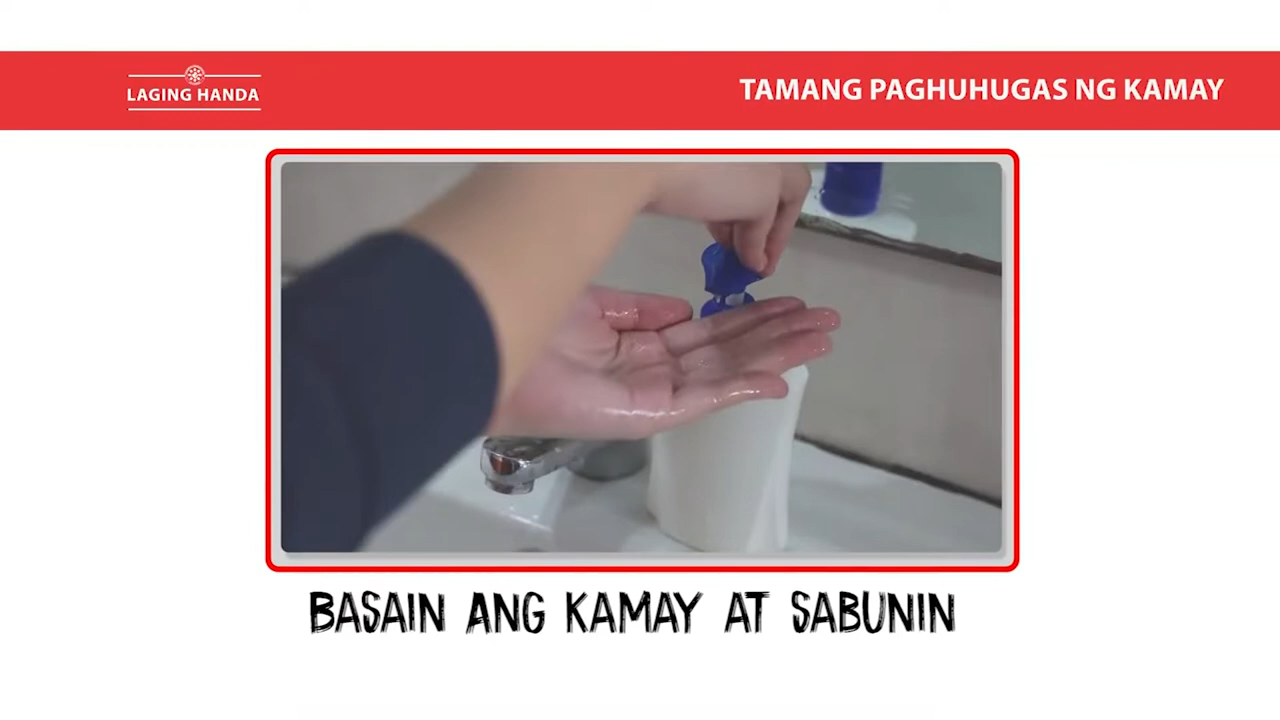 LAGING HANDA
TAMANG PAGHUHUGAS NG KAMAY
BASAIN ANG KAMAY AT SABUNIN